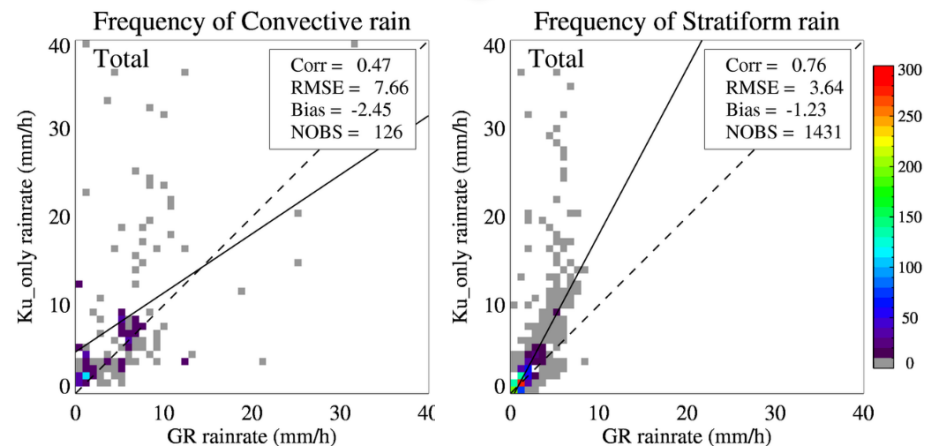 Frequency of Convective rain
Total
Corr = 0.47
RMSE = 7.66
Bias = -2.45
NOBS = 126
40
30
20
10
0
Ku_only rainrate (mm/h)
0 10 20 30 40
GR rainrate (mm/h)
Frequency of Stratiform rain
Total
Corr = 0.76
RMSE = 3.64
Bias = -1.23
NOBS = 1431
40
30
20
10
0
Ku_only rainrate (mm/h)
0 10 20 30 40
GR rainrate (mm/h)
300
250
200
150
100
50
0